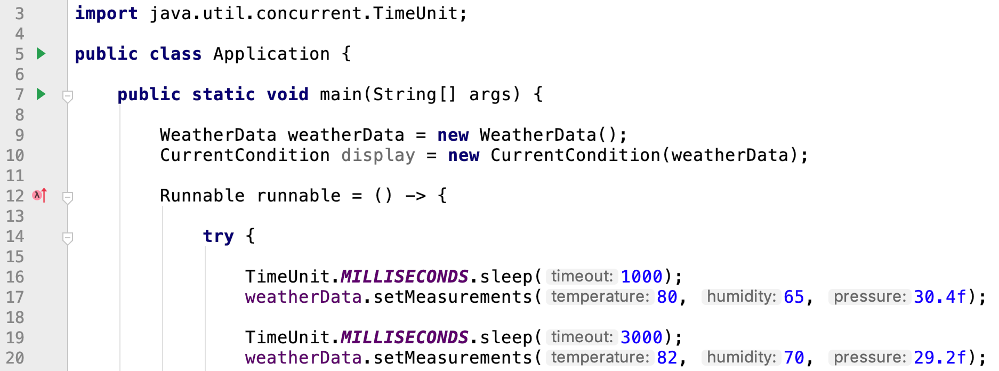 3 import java.util.concurrent.TimeUnit;
4
5 public class Application {
6
7 public static void main(String[] args) {
8
9 WeatherData weatherData = new WeatherData();
10 CurrentCondition display = new CurrentCondition(weatherData);
11
12 λ Runnable runnable = () -> {
13
14 try {
15
16 TimeUnit.MILLISECONDS.sleep( timeout: 1000);
17 weatherData.setMeasurements( temperature: 80, humidity: 65, pressure: 30.4f);
18
19 TimeUnit.MILLISECONDS.sleep( timeout: 3000);
20 weatherData.setMeasurements( temperature: 82, humidity: 70, pressure: 29.2f);